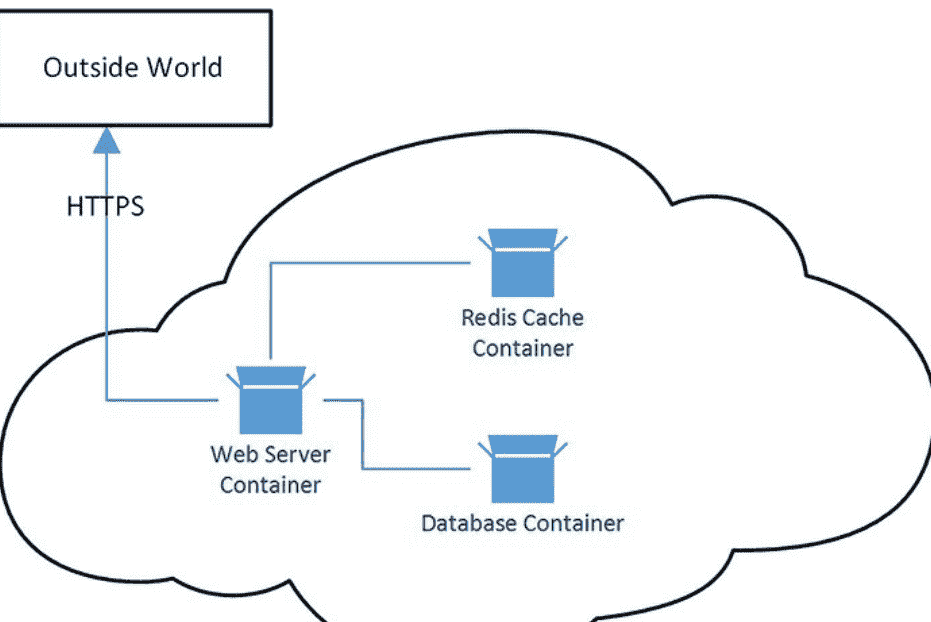 Outside World
HTTPS
Redis Cache
Container
Web Server
Container
Database Container